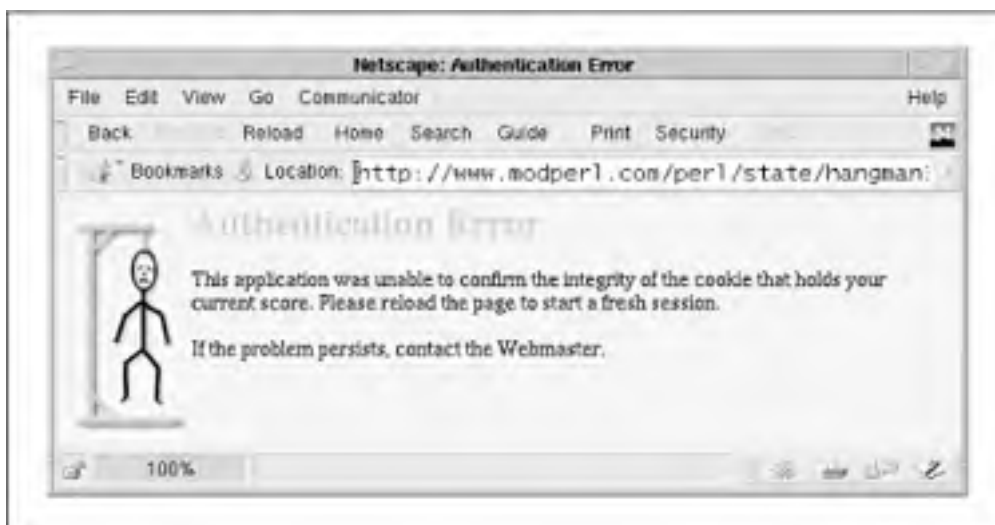 Netscape: Authentication Error
File Edit View Go Communicator Help
Back Reload Home Search Guide Print Security
Bookmarks Location: http://www.modperl.com/perl/state/hangman
Authentication Error
This application was unable to confirm the integrity of the cookie that holds your
current score. Please reload the page to start a fresh session.
If the problem persists, contact the Webmaster.
100%